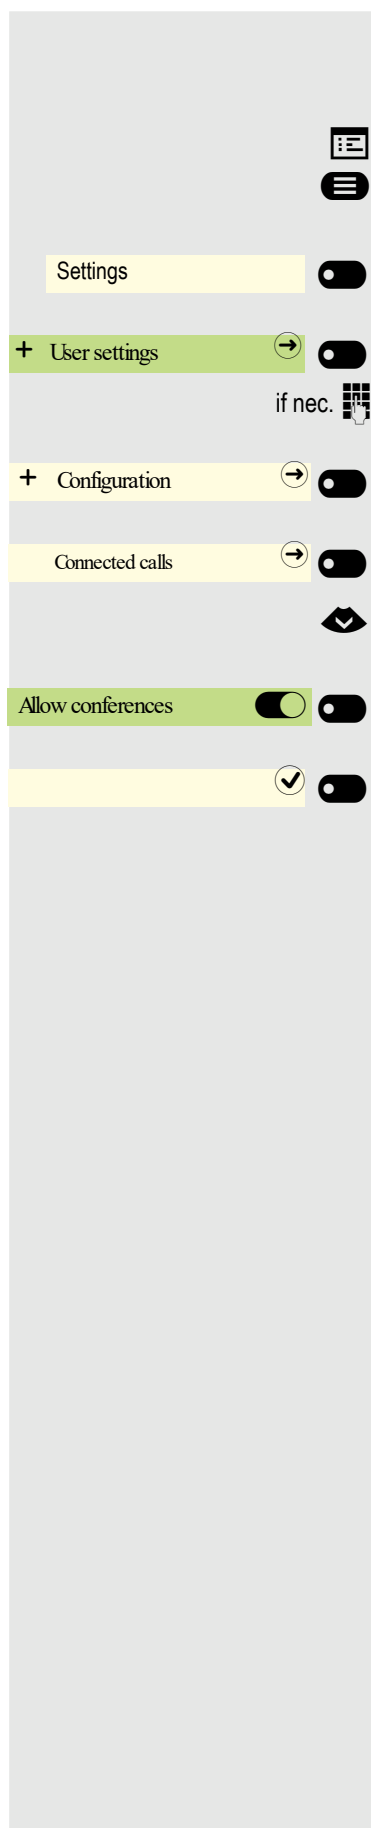 Settings
+ User settings
if nec.
+ Configuration
Connected calls
Allow conferences